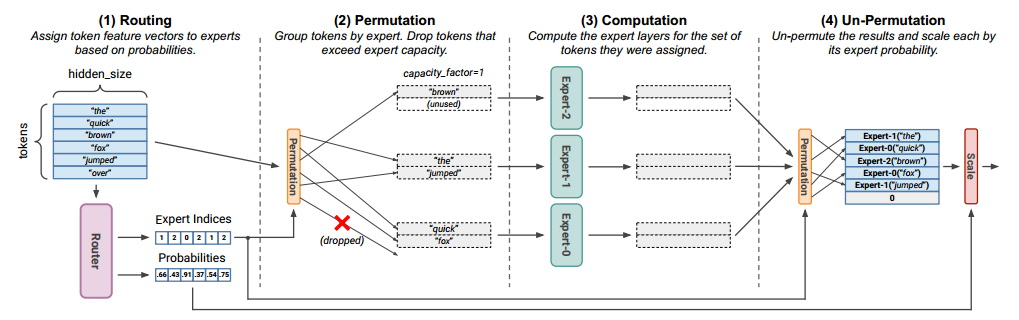 (1) Routing
Assign token feature vectors to experts
based on probabilities.
hidden_size
tokens
"the"
"quick"
"brown"
"fox"
"jumped"
"over"
Router
Expert Indices
1 2 0 2 1 2
Probabilities
.66 .43 .91 .37 .54 .75
(2) Permutation
Group tokens by expert. Drop tokens that
exceed expert capacity.
capacity_factor=1
Permutation
"brown"
(unused)
"the"
"jumped"
"quick"
"fox"
(dropped)
(3) Computation
Compute the expert layers for the set of
tokens they were assigned.
Expert-2
Expert-1
Expert-0
(4) Un-Permutation
Un-permute the results and scale each by
its expert probability.
Permutation
Expert-1("the")
Expert-0("quick")
Expert-2("brown")
Expert-0("fox")
Expert-1("jumped")
0
Scale